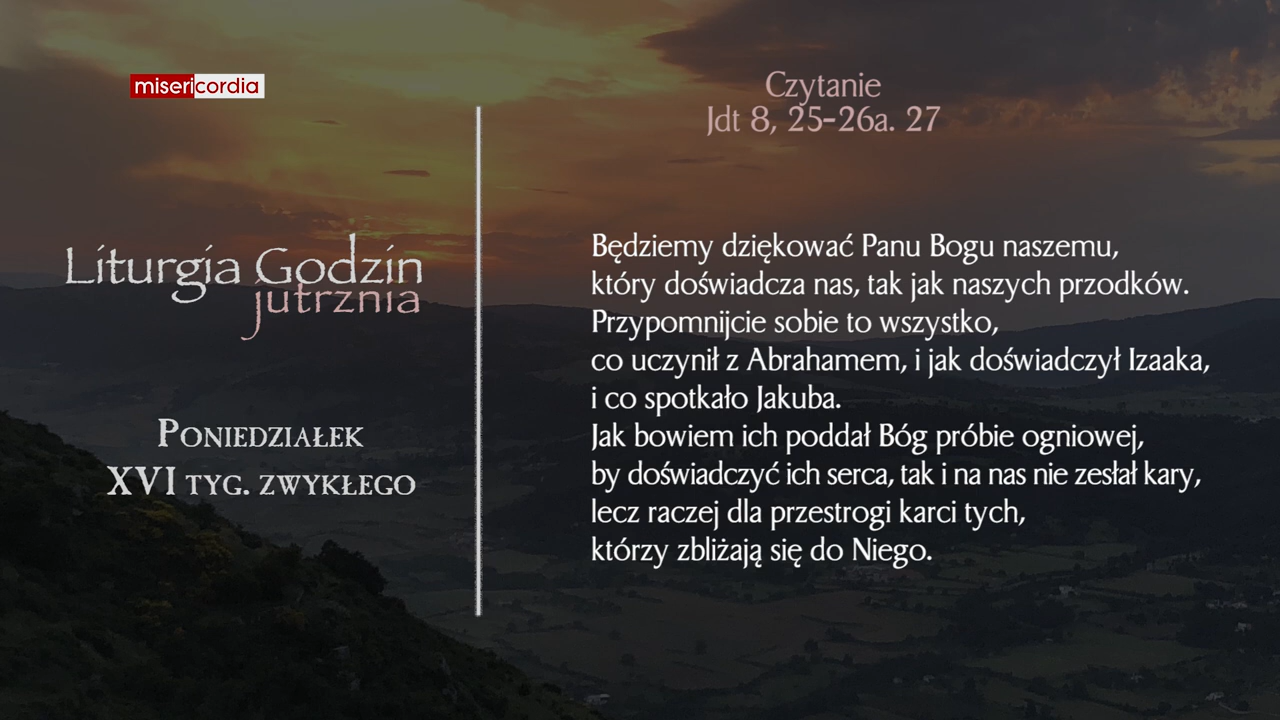 misericordia
Liturgia Godzin
jutrznia
Poniedziałek
XVI tyg. zwykłego
Czytanie
Jdt 8, 25-26a. 27
Będziemy dziękować Panu Bogu naszemu,
który doświadcza nas, tak jak naszych przodków.
Przypomnijcie sobie to wszystko,
co uczynił z Abrahamem, i jak doświadczył Izaaka,
i co spotkało Jakuba.
Jak bowiem ich poddał Bóg próbie ogniowej,
by doświadczyć ich serca, tak i na nas nie zesłał kary,
lecz raczej dla przestrogi karci tych,
którzy zbliżają się do Niego.